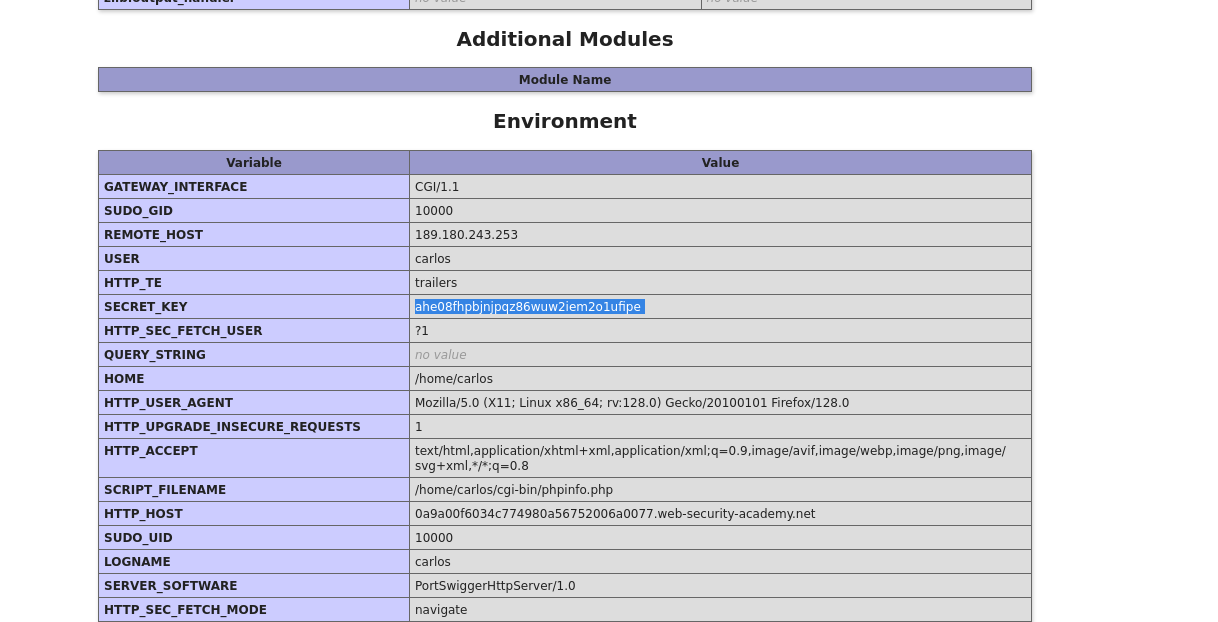 zlib.output_handler no value no value
Additional Modules
Module Name
Environment
Variable Value
GATEWAY_INTERFACE CGI/1.1
SUDO_GID 10000
REMOTE_HOST 189.180.243.253
USER carlos
HTTP_TE trailers
SECRET_KEY ahe08fhpbjnjpqz86wuw2iem2o1ufipe
HTTP_SEC_FETCH_USER ?1
QUERY_STRING no value
HOME /home/carlos
HTTP_USER_AGENT Mozilla/5.0 (X11; Linux x86_64; rv:128.0) Gecko/20100101 Firefox/128.0
HTTP_UPGRADE_INSECURE_REQUESTS 1
HTTP_ACCEPT text/html,application/xhtml+xml,application/xml;q=0.9,image/avif,image/webp,image/png,image/
svg+xml,*/*;q=0.8
SCRIPT_FILENAME /home/carlos/cgi-bin/phpinfo.php
HTTP_HOST 0a9a00f6034c774980a56752006a0077.web-security-academy.net
SUDO_UID 10000
LOGNAME carlos
SERVER_SOFTWARE PortSwiggerHttpServer/1.0
HTTP_SEC_FETCH_MODE navigate